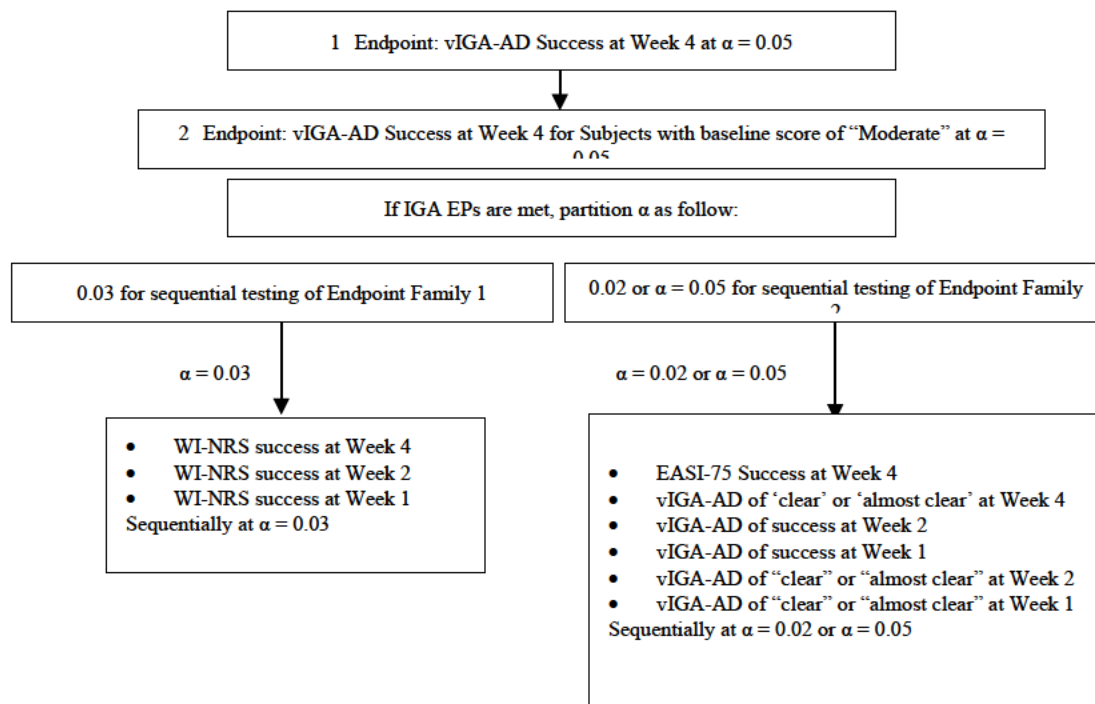 1 Endpoint: vIGA-AD Success at Week 4 at α = 0.05
2 Endpoint: vIGA-AD Success at Week 4 for Subjects with baseline score of “Moderate” at α =
0.05
If IGA EPs are met, partition α as follow:
0.03 for sequential testing of Endpoint Family 1
0.02 or α = 0.05 for sequential testing of Endpoint Family
2
α = 0.03
α = 0.02 or α = 0.05
• WI-NRS success at Week 4
• WI-NRS success at Week 2
• WI-NRS success at Week 1
Sequentially at α = 0.03
• EASI-75 Success at Week 4
• vIGA-AD of ‘clear’ or ‘almost clear’ at Week 4
• vIGA-AD of success at Week 2
• vIGA-AD of success at Week 1
• vIGA-AD of “clear” or “almost clear” at Week 2
• vIGA-AD of “clear” or “almost clear” at Week 1
Sequentially at α = 0.02 or α = 0.05